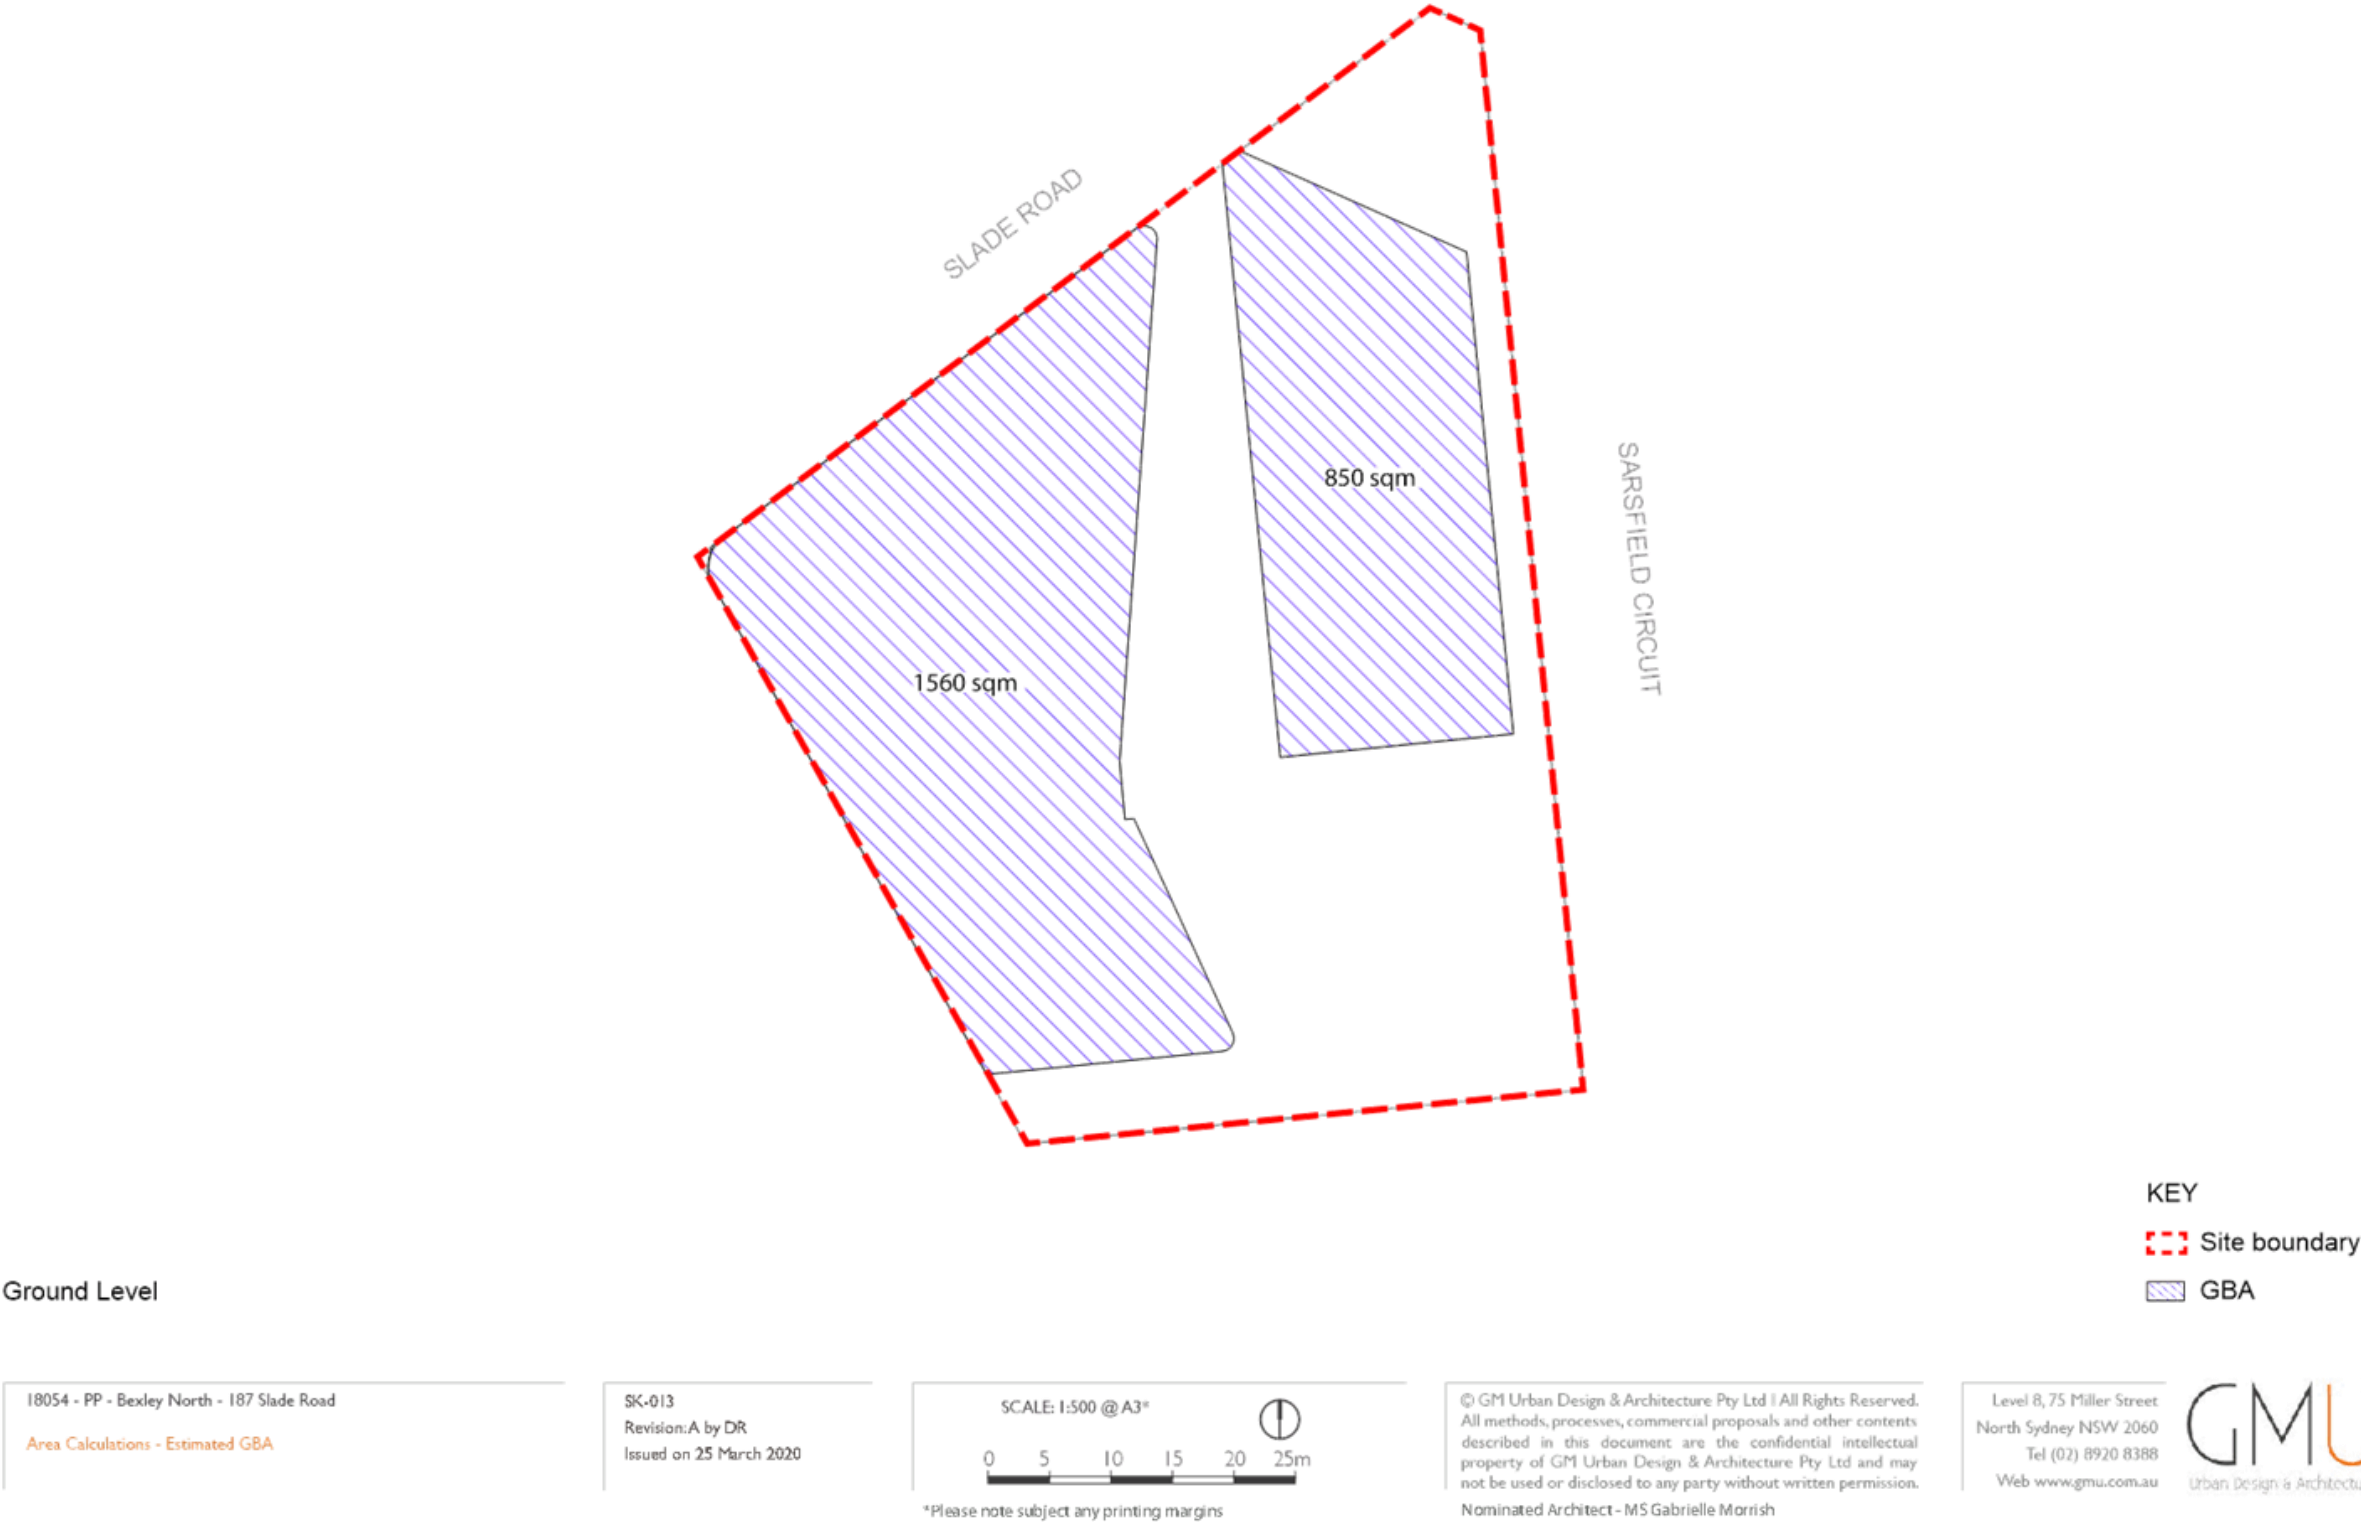 SLADE ROAD
SARSFIELD CIRCUIT
850 sqm
1560 sqm
KEY
Site boundary
GBA
Ground Level
18054 - PP - Bexley North - 187 Slade Road
Area Calculations - Estimated GBA
SK-013
Revision: A by DR
Issued on 25 March 2020
SCALE: 1:500 @ A3*
0 5 10 15 20 25m
*Please note subject any printing margins
© GM Urban Design & Architecture Pty Ltd | All Rights Reserved.
All methods, processes, commercial proposals and other contents
described in this document are the confidential intellectual
property of GM Urban Design & Architecture Pty Ltd and may
not be used or disclosed to any party without written permission.
Nominated Architect - MS Gabrielle Morrish
Level 8, 75 Miller Street
North Sydney NSW 2060
Tel (02) 8920 8388
Web www.gmu.com.au
GMU
Urban Design & Architectu